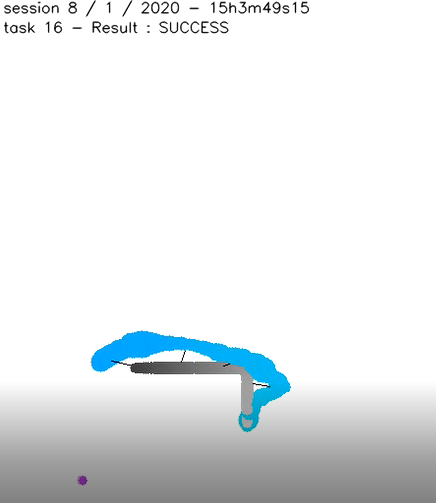 session 8 / 1 / 2020 - 15h3m49s15
task 16 - Result : SUCCESS